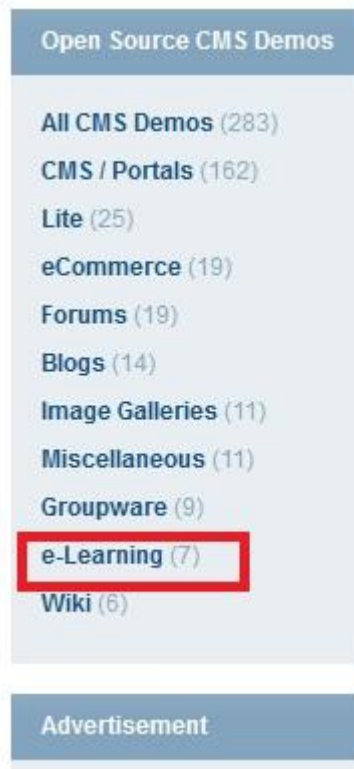 Open Source CMS Demos
All CMS Demos (283)
CMS / Portals (162)
Lite (25)
eCommerce (19)
Forums (19)
Blogs (14)
Image Galleries (11)
Miscellaneous (11)
Groupware (9)
e-Learning (7)
Wiki (6)
Advertisement